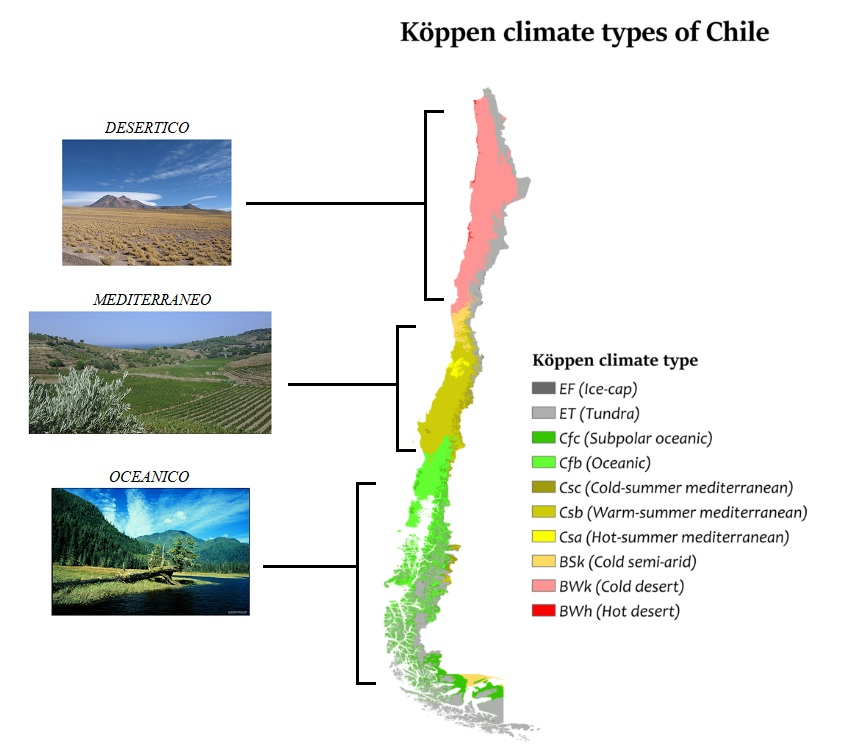 Köppen climate types of Chile
DESERTICO
MEDITERRANEO
OCEANICO
Köppen climate type
EF (Ice-cap)
ET (Tundra)
Cfc (Subpolar oceanic)
Cfb (Oceanic)
Csc (Cold-summer mediterranean)
Csb (Warm-summer mediterranean)
Csa (Hot-summer mediterranean)
BSk (Cold semi-arid)
BWk (Cold desert)
BWh (Hot desert)